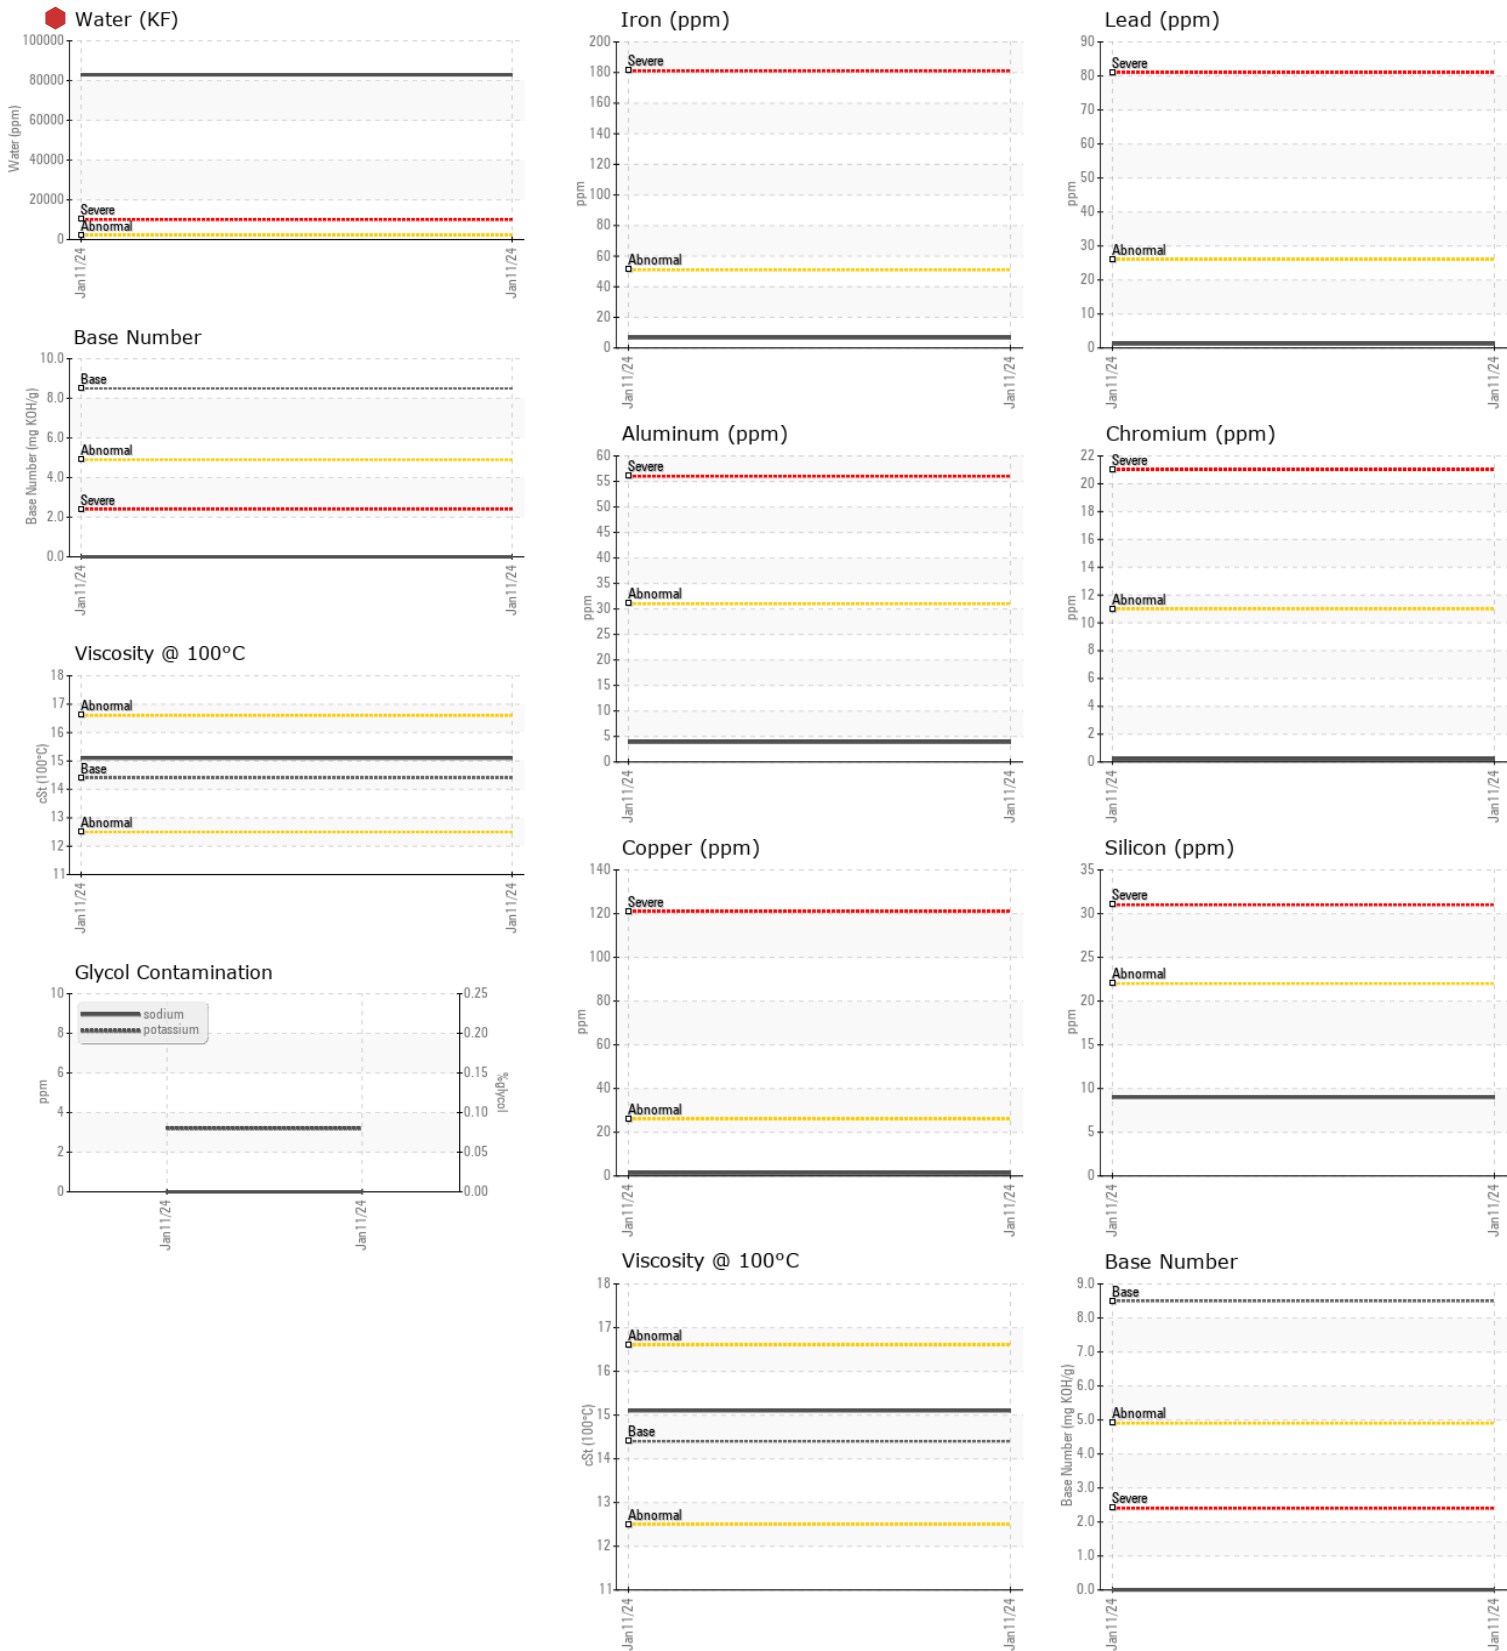 Water (KF)
100000
80000
60000
40000
20000
0
Water (ppm)
Severe
Abnormal
Jan11/24
Jan11/24
Base Number
10.0
8.0
6.0
4.0
2.0
0.0
Base Number (mg KOH/g)
Base
Abnormal
Severe
Jan11/24
Jan11/24
Viscosity @ 100°C
18
17
16
15
14
13
12
11
cSt (100°C)
Abnormal
Base
Abnormal
Jan11/24
Jan11/24
Glycol Contamination
10
8
6
4
2
0
ppm
sodium
potassium
0.25
0.20
0.15
0.10
0.05
0.00
%glycol
Jan11/24
Jan11/24
Iron (ppm)
200
180
160
140
120
100
80
60
40
20
0
ppm
Severe
Abnormal
Jan11/24
Jan11/24
Lead (ppm)
90
80
70
60
50
40
30
20
10
0
ppm
Severe
Abnormal
Jan11/24
Jan11/24
Aluminum (ppm)
60
55
50
45
40
35
30
25
20
15
10
5
0
ppm
Severe
Abnormal
Jan11/24
Jan11/24
Chromium (ppm)
22
20
18
16
14
12
10
8
6
4
2
0
ppm
Severe
Abnormal
Jan11/24
Jan11/24
Copper (ppm)
140
120
100
80
60
40
20
0
ppm
Severe
Abnormal
Jan11/24
Jan11/24
Silicon (ppm)
35
30
25
20
15
10
5
0
ppm
Severe
Abnormal
Jan11/24
Jan11/24
Viscosity @ 100°C
18
17
16
15
14
13
12
11
cSt (100°C)
Abnormal
Base
Abnormal
Jan11/24
Jan11/24
Base Number
9.0
8.0
7.0
6.0
5.0
4.0
3.0
2.0
1.0
0.0
Base Number (mg KOH/g)
Base
Abnormal
Severe
Jan11/24
Jan11/24